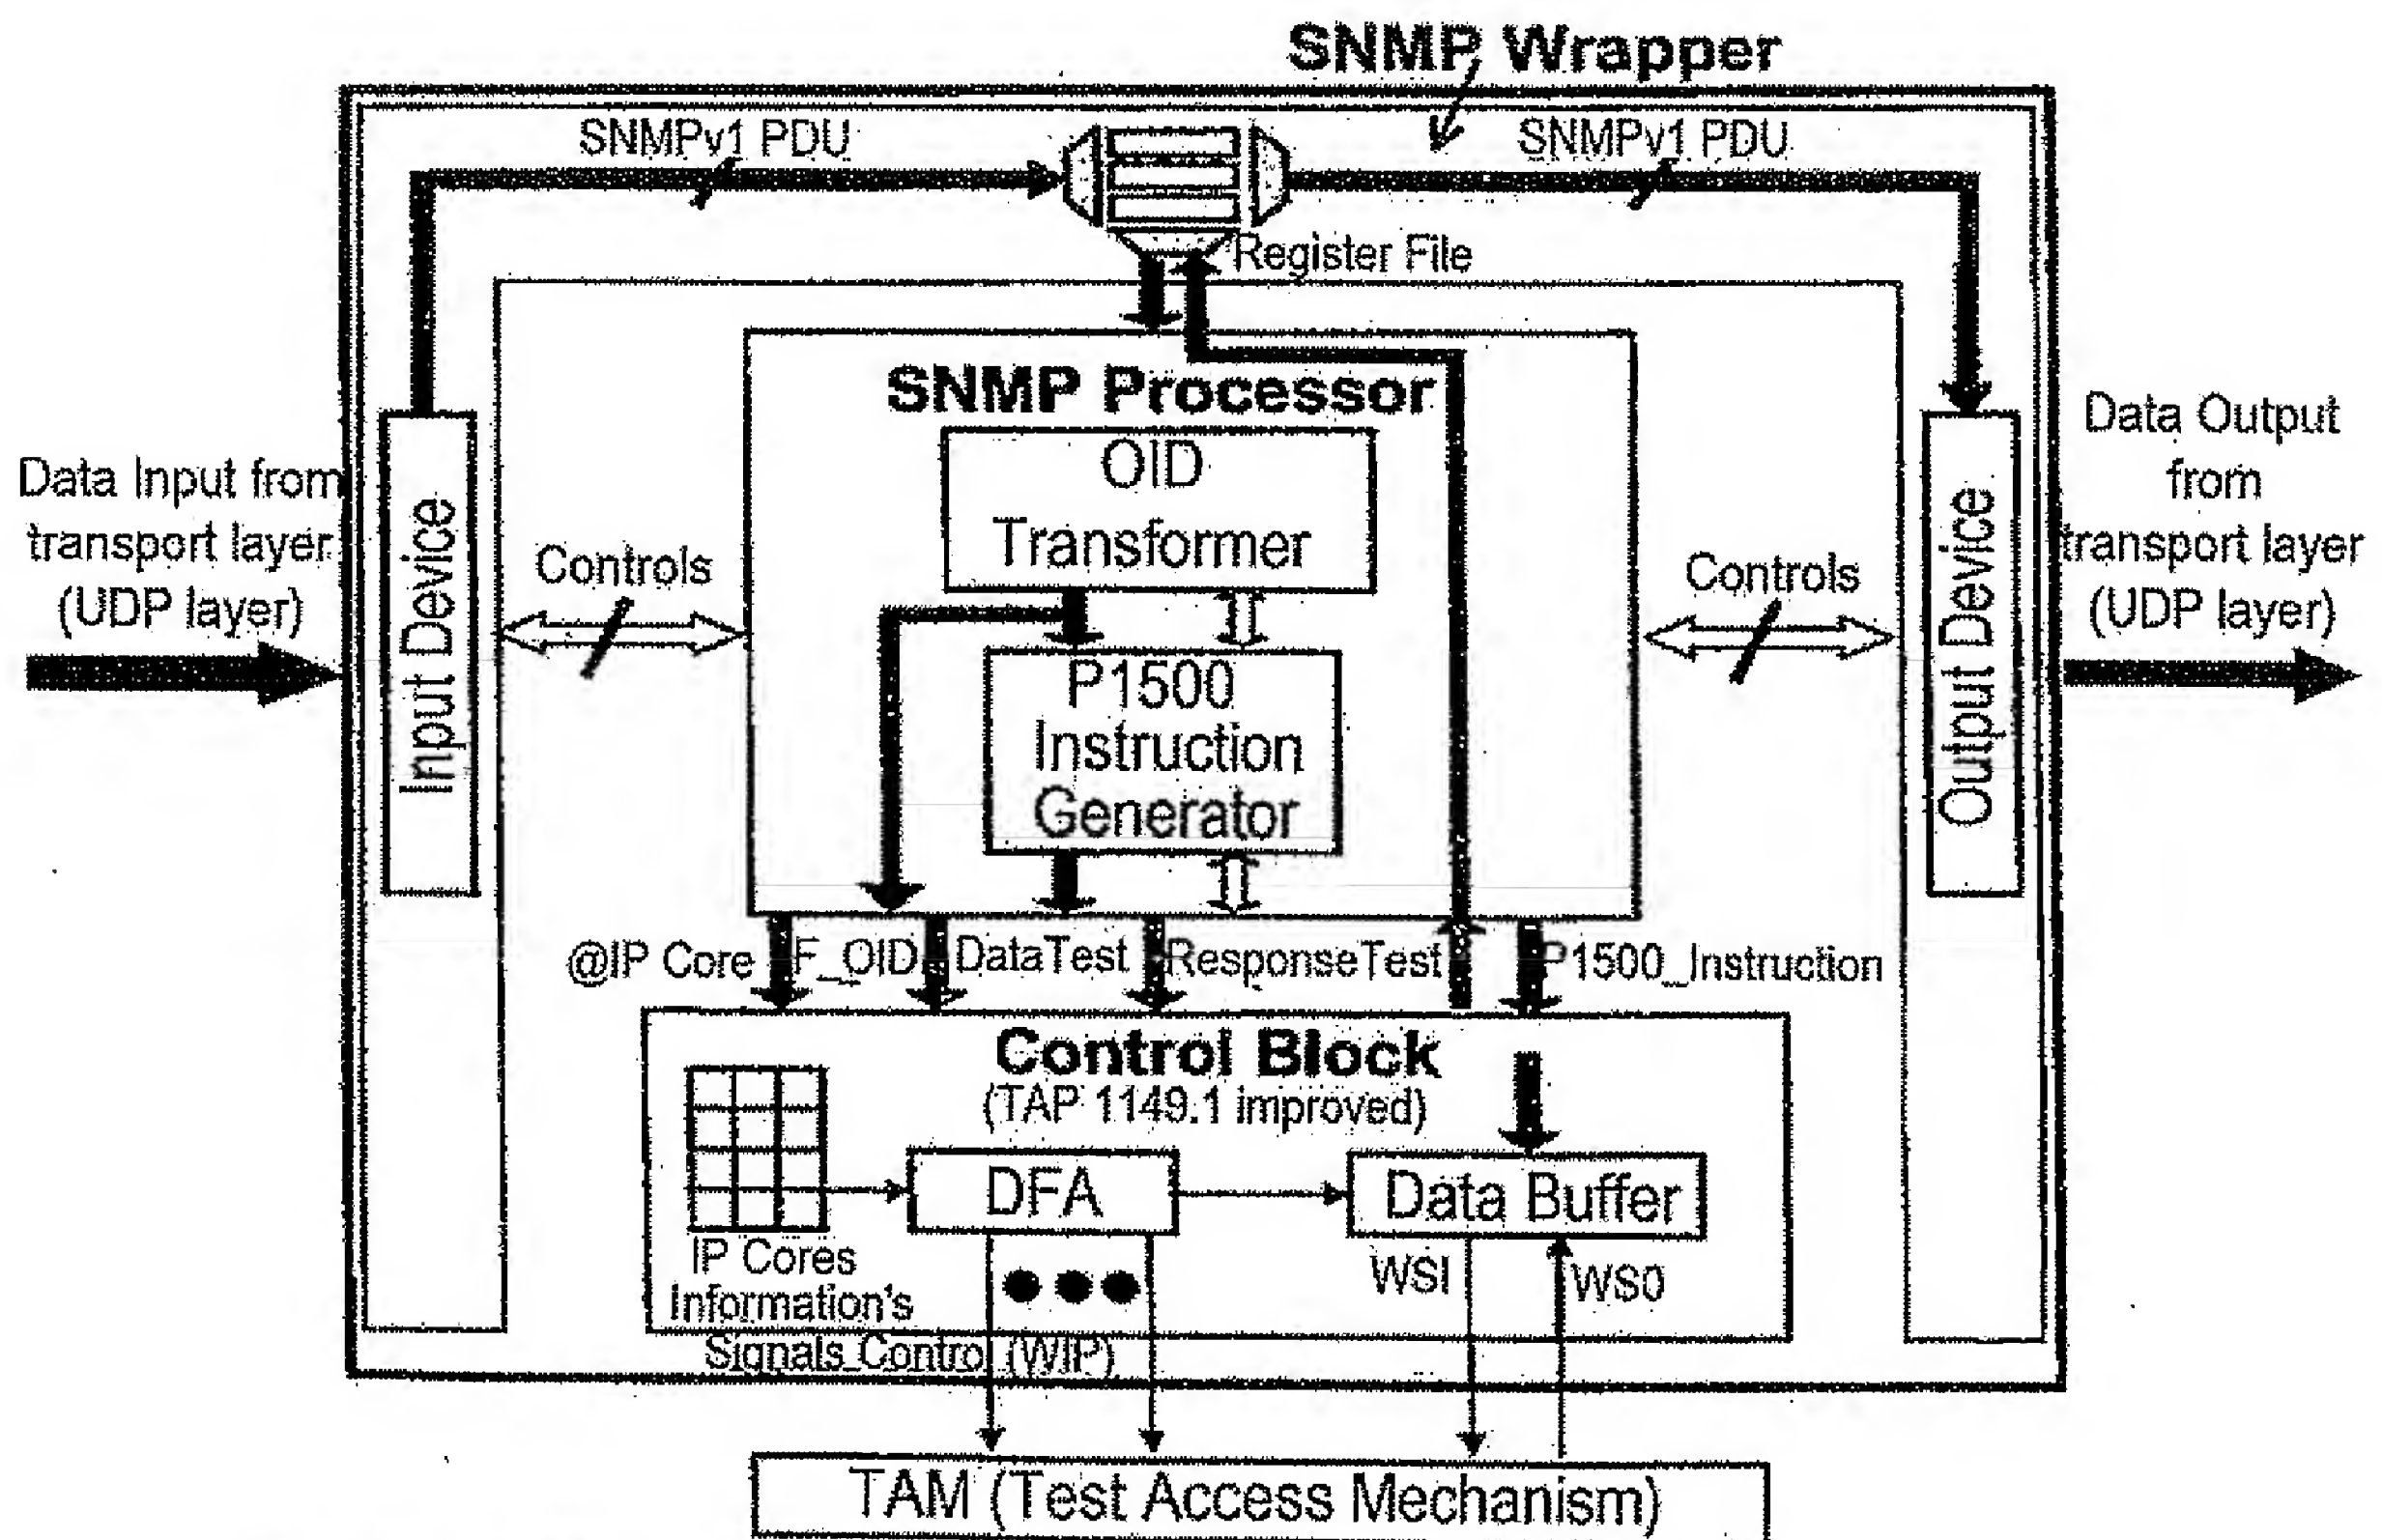 SNMP Wrapper
SNMPv1 PDU
SNMPv1 PDU
Register File
SNMP Processor
OID
Transformer
Data Input from
transport layer
(UDP layer)
Input Device
Controls
P1500
Instruction
Generator
Controls
Output Device
Data Output
from
transport layer
(UDP layer)
@IP Core
F_OID
DataTest
ResponseTest
P1500_Instruction
Control Block
(TAP 1149.1 improved)
DFA
Data Buffer
IP Cores
Information's
WSI
WS0
Signals Control (WIP)
TAM (Test Access Mechanism)